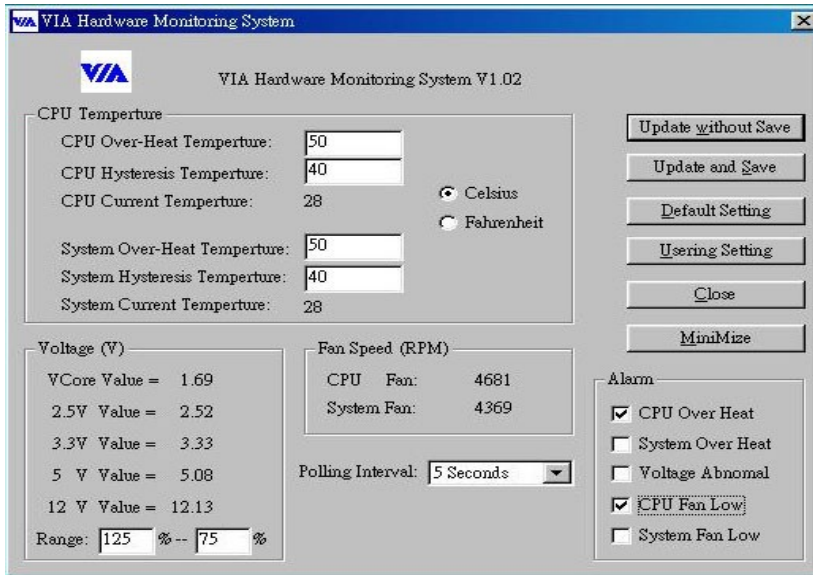 VIA VIA Hardware Monitoring System
VIA
VIA Hardware Monitoring System V1.02
CPU Temperture
CPU Over-Heat Temperture: 50
CPU Hysteresis Temperture: 40
CPU Current Temperture: 28
Celsius
Fahrenheit
System Over-Heat Temperture: 50
System Hysteresis Temperture: 40
System Current Temperture: 28
Update without Save
Update and Save
Default Setting
Usering Setting
Close
MiniMize
Voltage (V)
VCore Value = 1.69
2.5V Value = 2.52
3.3V Value = 3.33
5 V Value = 5.08
12 V Value = 12.13
Range: 125 % -- 75 %
Fan Speed (RPM)
CPU Fan: 4681
System Fan: 4369
Polling Interval: 5 Seconds
Alarm
CPU Over Heat
System Over Heat
Voltage Abnomal
CPU Fan Low
System Fan Low